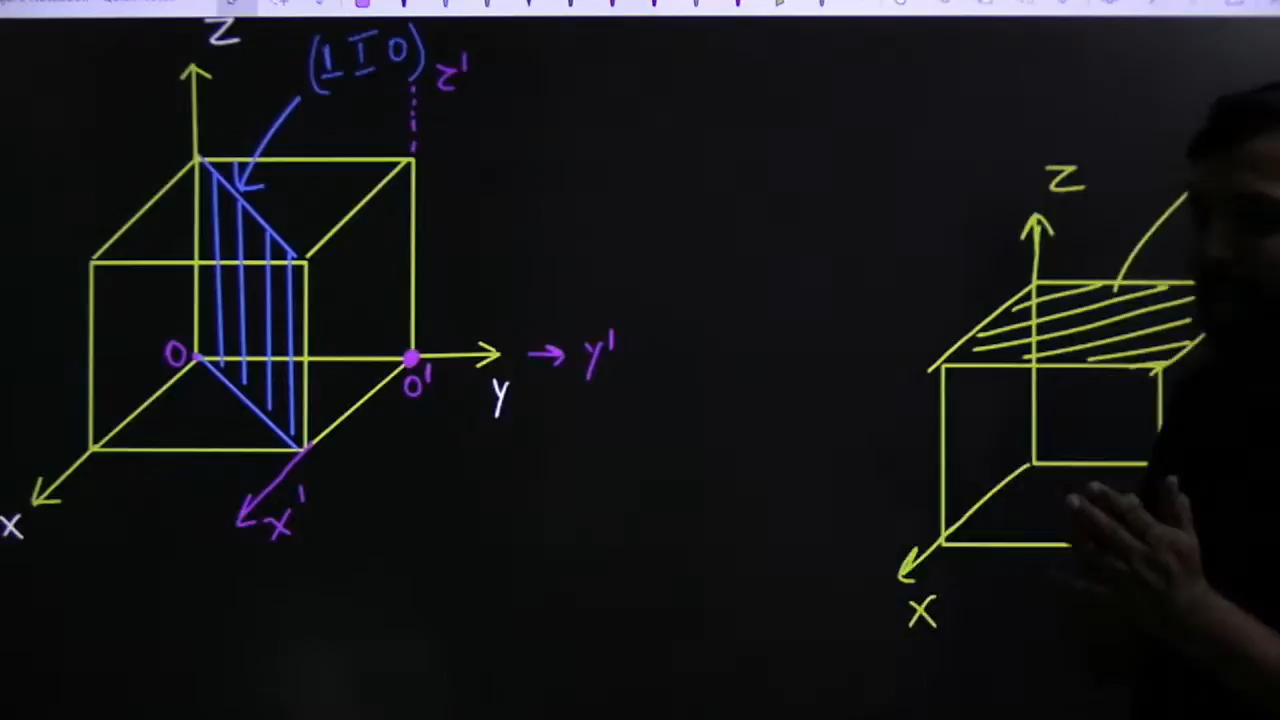 Z
(1 1̅ 0)
Z'
O
O'
y
→ y'
x
x'
Z
x